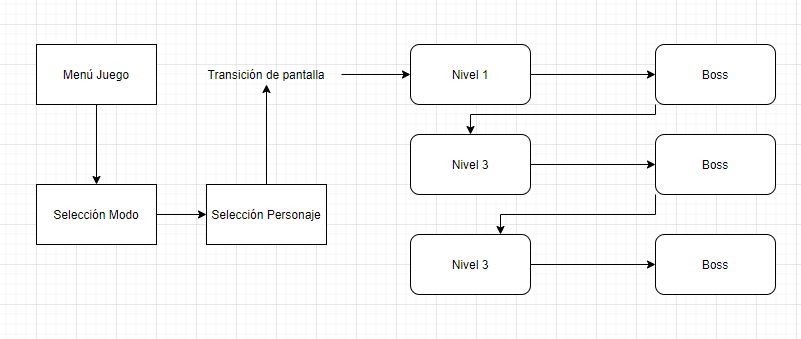 Menú Juego
Transición de pantalla
Nivel 1
Boss
Nivel 3
Boss
Selección Modo
Selección Personaje
Nivel 3
Boss